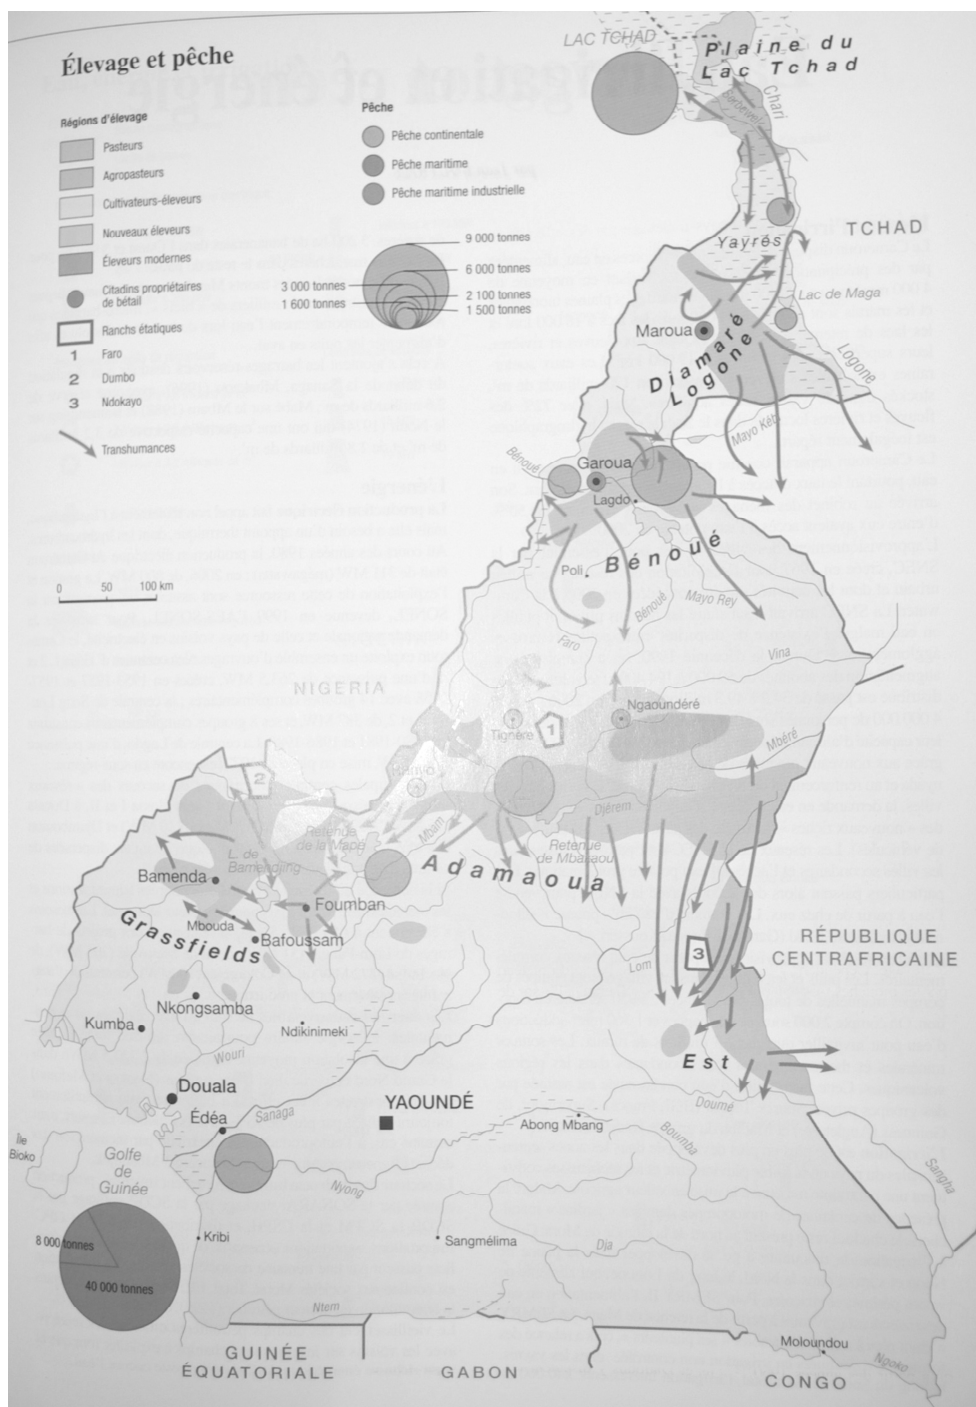 Élevage et pêche
Régions d'élevage
Pasteurs
Agropasteurs
Cultivateurs-éleveurs
Nouveaux éleveurs
Éleveurs modernes
Citadins propriétaires
de bétail
Ranchs étatiques
1 Faro
2 Dumbo
3 Ndokayo
Transhumances
Pêche
Pêche continentale
Pêche maritime
Pêche maritime industrielle
9 000 tonnes
6 000 tonnes
3 000 tonnes
2 100 tonnes
1 600 tonnes
1 500 tonnes
0 50 100 km
LAC TCHAD
Plaine du
Lac Tchad
Chari
TCHAD
Yayrés
Lac de Maga
Maroua
Diamaré
Logone
Logone
Mayo Kébi
Bénoué
Garoua
Lagdo
Bénoué
Poli
Bénoué
Mayo Rey
Faro
Vina
NIGERIA
Ngaoundéré
Tignère
1
Mbéré
2
Djérem
Mbam
Retenue
de la Mapé
Retenue
de Mbakaou
L. de
Bamendjing
Adamaoua
Bamenda
Foumban
Mbouda
Grassfields
Bafoussam
RÉPUBLIQUE
CENTRAFRICAINE
3
Lom
Nkongsamba
Kumba
Ndikinimeki
Wouri
Est
Douala
YAOUNDÉ
Doumé
Édéa
Sanaga
Abong Mbang
Boumba
Île
Bioko
Golfe
de
Guinée
Nyong
Sangha
8 000 tonnes
40 000 tonnes
Kribi
Sangmélima
Dja
Ntem
Moloundou
Ngoko
GUINÉE
ÉQUATORIALE
GABON
CONGO